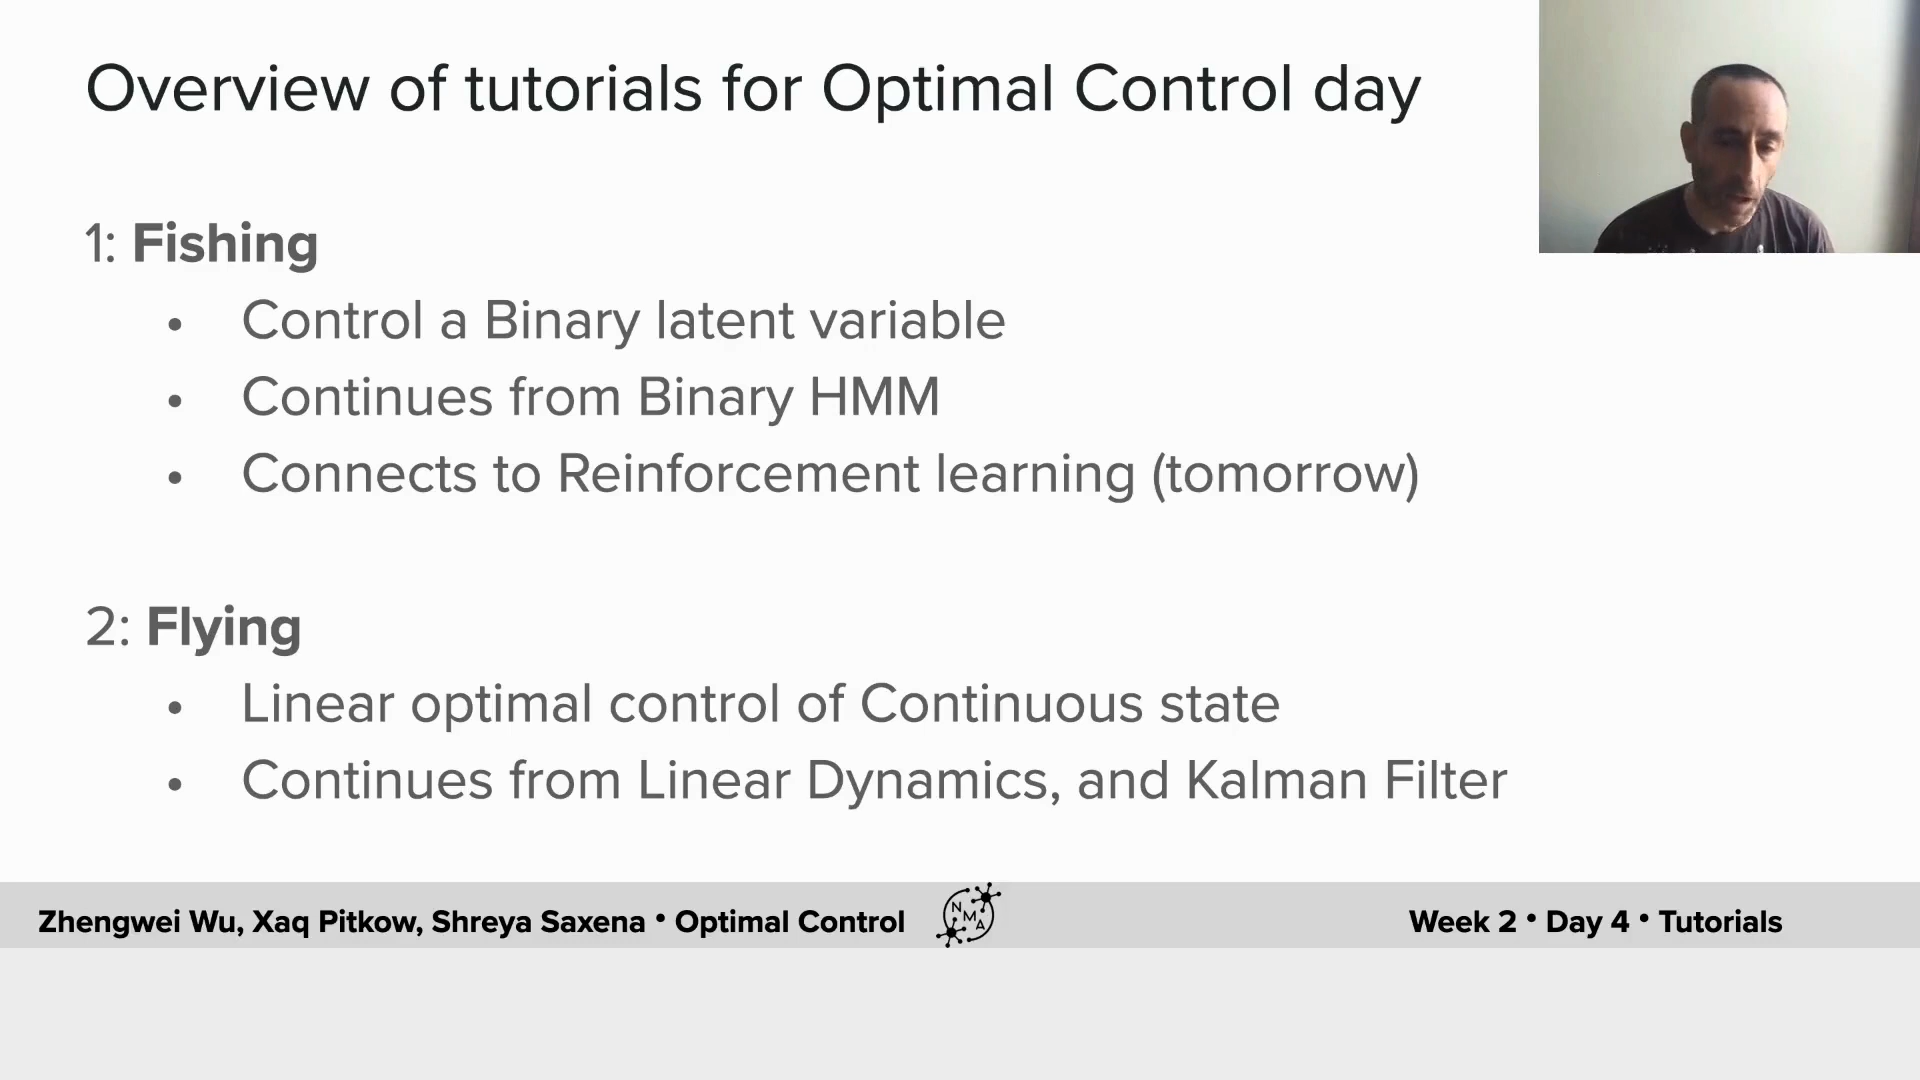 Overview of tutorials for Optimal Control day
1: Fishing
• Control a Binary latent variable
• Continues from Binary HMM
• Connects to Reinforcement learning (tomorrow)
2: Flying
• Linear optimal control of Continuous state
• Continues from Linear Dynamics, and Kalman Filter
Zhengwei Wu, Xaq Pitkow, Shreya Saxena • Optimal Control
NMA
Week 2 • Day 4 • Tutorials